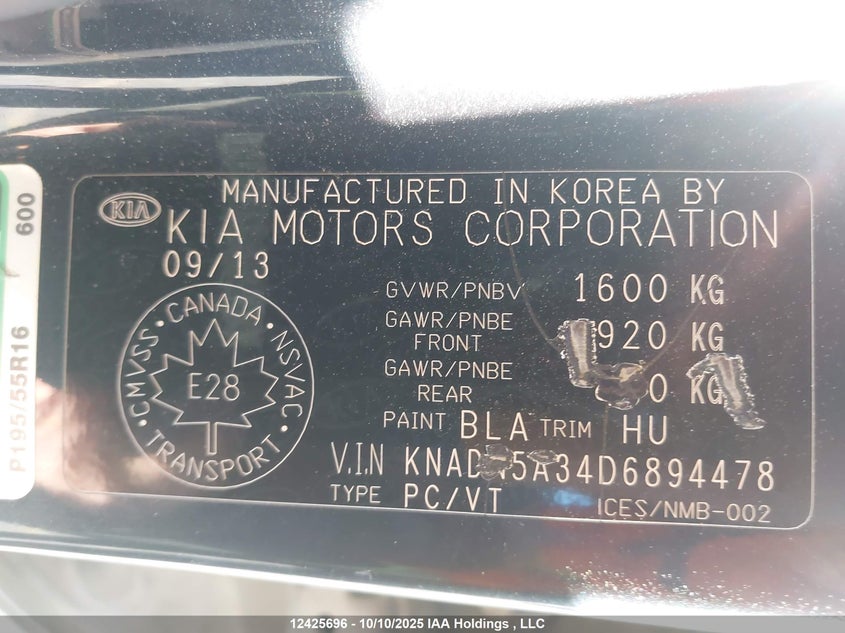 MANUFACTURED IN KOREA BY
KIA
KIA MOTORS CORPORATION
09/13
GVWR/PNBV 1600 KG
GAWR/PNBE FRONT 920 KG
GAWR/PNBE REAR KG
PAINT BLA TRIM HU
V.I.N
TYPE PC/VT
ICES/NMB-002
CANADA
CMVSS NSVAC
E28
TRANSPORT
600
P195/55R16
12425696 - 10/10/2025 IAA Holdings , LLC